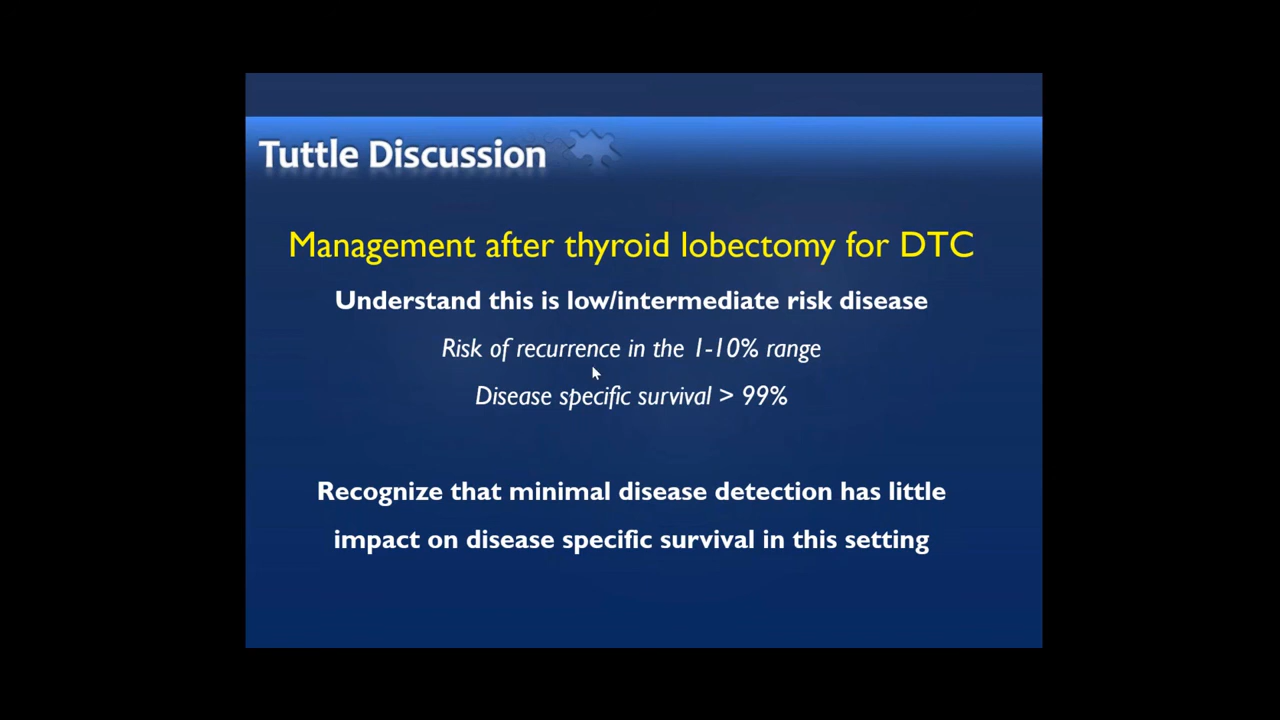 Tuttle Discussion
Management after thyroid lobectomy for DTC
Understand this is low/intermediate risk disease
Risk of recurrence in the 1-10% range
Disease specific survival > 99%
Recognize that minimal disease detection has little
impact on disease specific survival in this setting